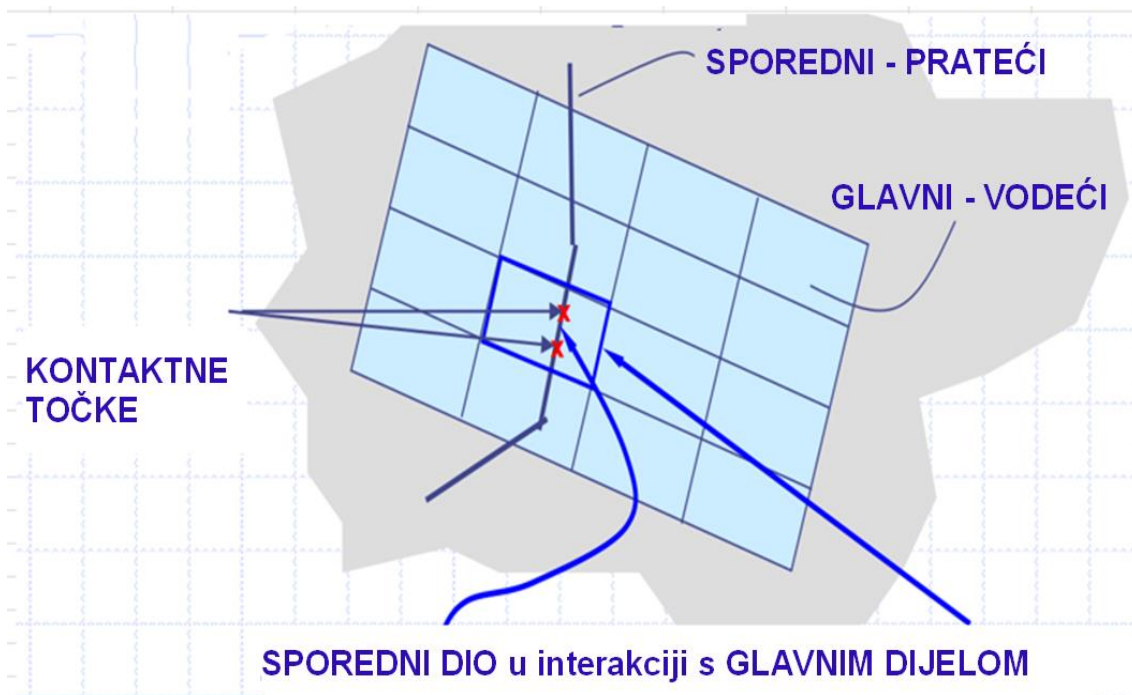 SPOREDNI - PRATEĆI
GLAVNI - VODEĆI
KONTAKTNE
TOČKE
SPOREDNI DIO u interakciji s GLAVNIM DIJELOM